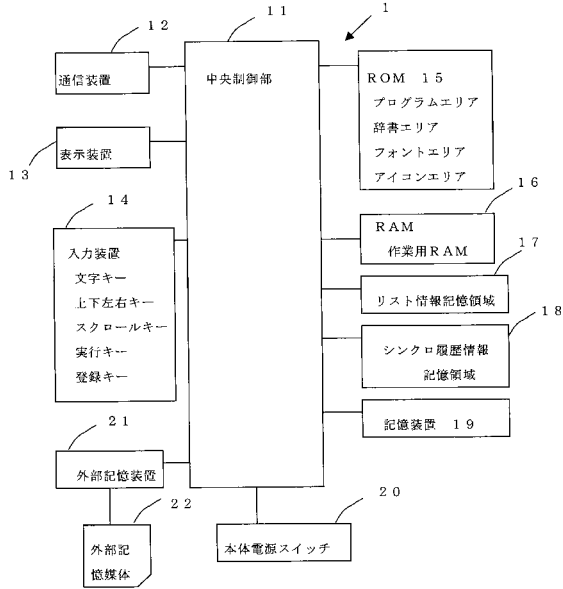 １２
１１
１
通信装置
中央制御部
ROM １５
プログラムエリア
辞書エリア
フォントエリア
アイコンエリア
表示装置
１３
１４
入力装置
文字キー
上下左右キー
スクロールキー
実行キー
登録キー
１６
RAM
作業用RAM
１７
リスト情報記憶領域
１８
シンクロ履歴情報
記憶領域
記憶装置 １９
２１
外部記憶装置
２２
外部記
憶媒体
２０
本体電源スイッチ